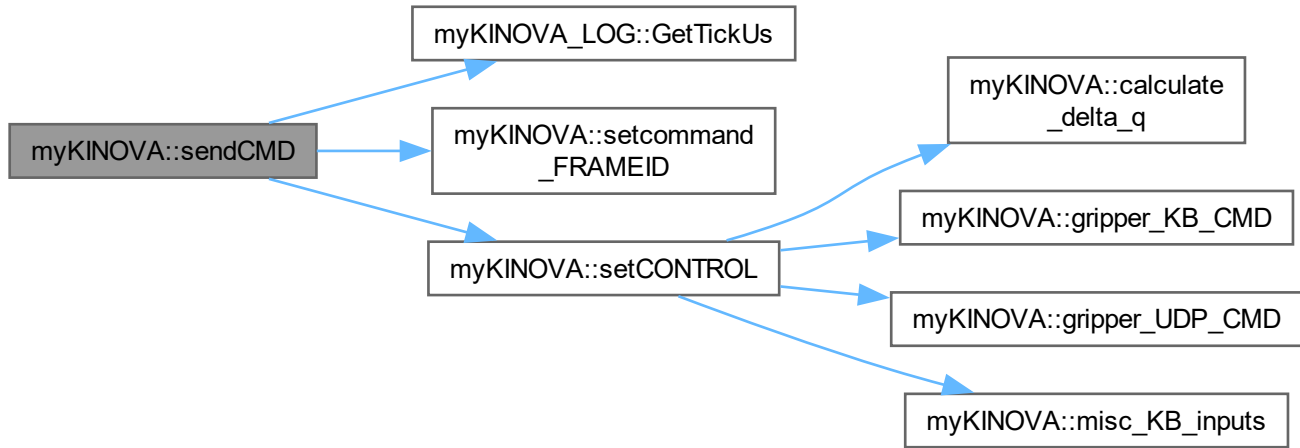 myKINOVA::sendCMD
myKINOVA_LOG::GetTickUs
myKINOVA::setcommand
_FRAMEID
myKINOVA::setCONTROL
myKINOVA::calculate
_delta_q
myKINOVA::gripper_KB_CMD
myKINOVA::gripper_UDP_CMD
myKINOVA::misc_KB_inputs